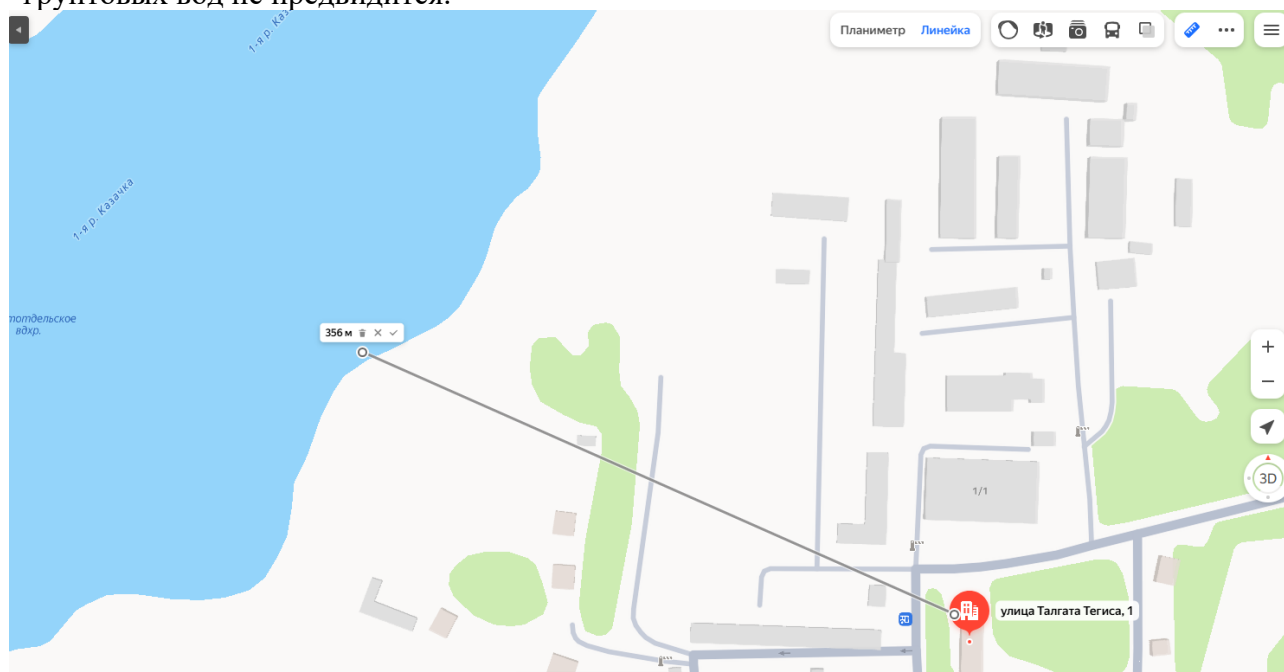 грунтовых вод не предвидится.
1-я р. Казачка
Планиметр Линейка
1-я р. Казачка
вдхр.
356 м
1/1
3D
улица Талгата Тегиса, 1